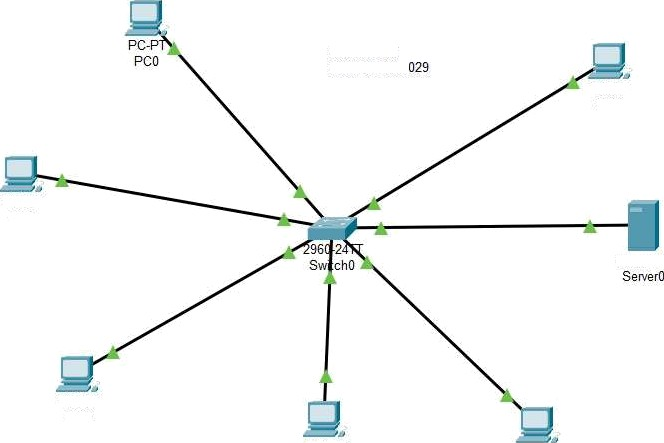 PC-PT
PC0
029
2960-24TT
Switch0
Server0